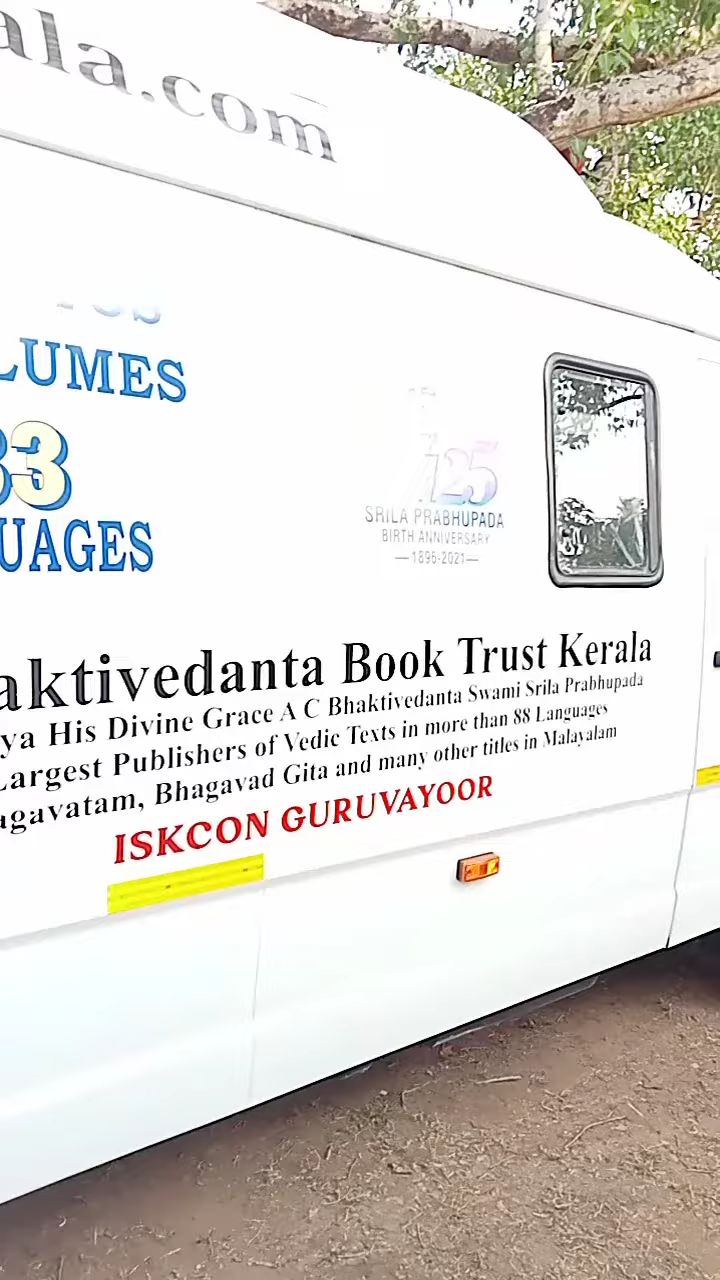 ala.com
LUMES
83
UAGES
125
SRILA PRABHUPADA
BIRTH ANNIVERSARY
—1896-2021—
aktivedanta Book Trust Kerala
ya His Divine Grace A C Bhaktivedanta Swami Srila Prabhupada
Largest Publishers of Vedic Texts in more than 88 Languages
agavatam, Bhagavad Gita and many other titles in Malayalam
ISKCON GURUVAYOOR